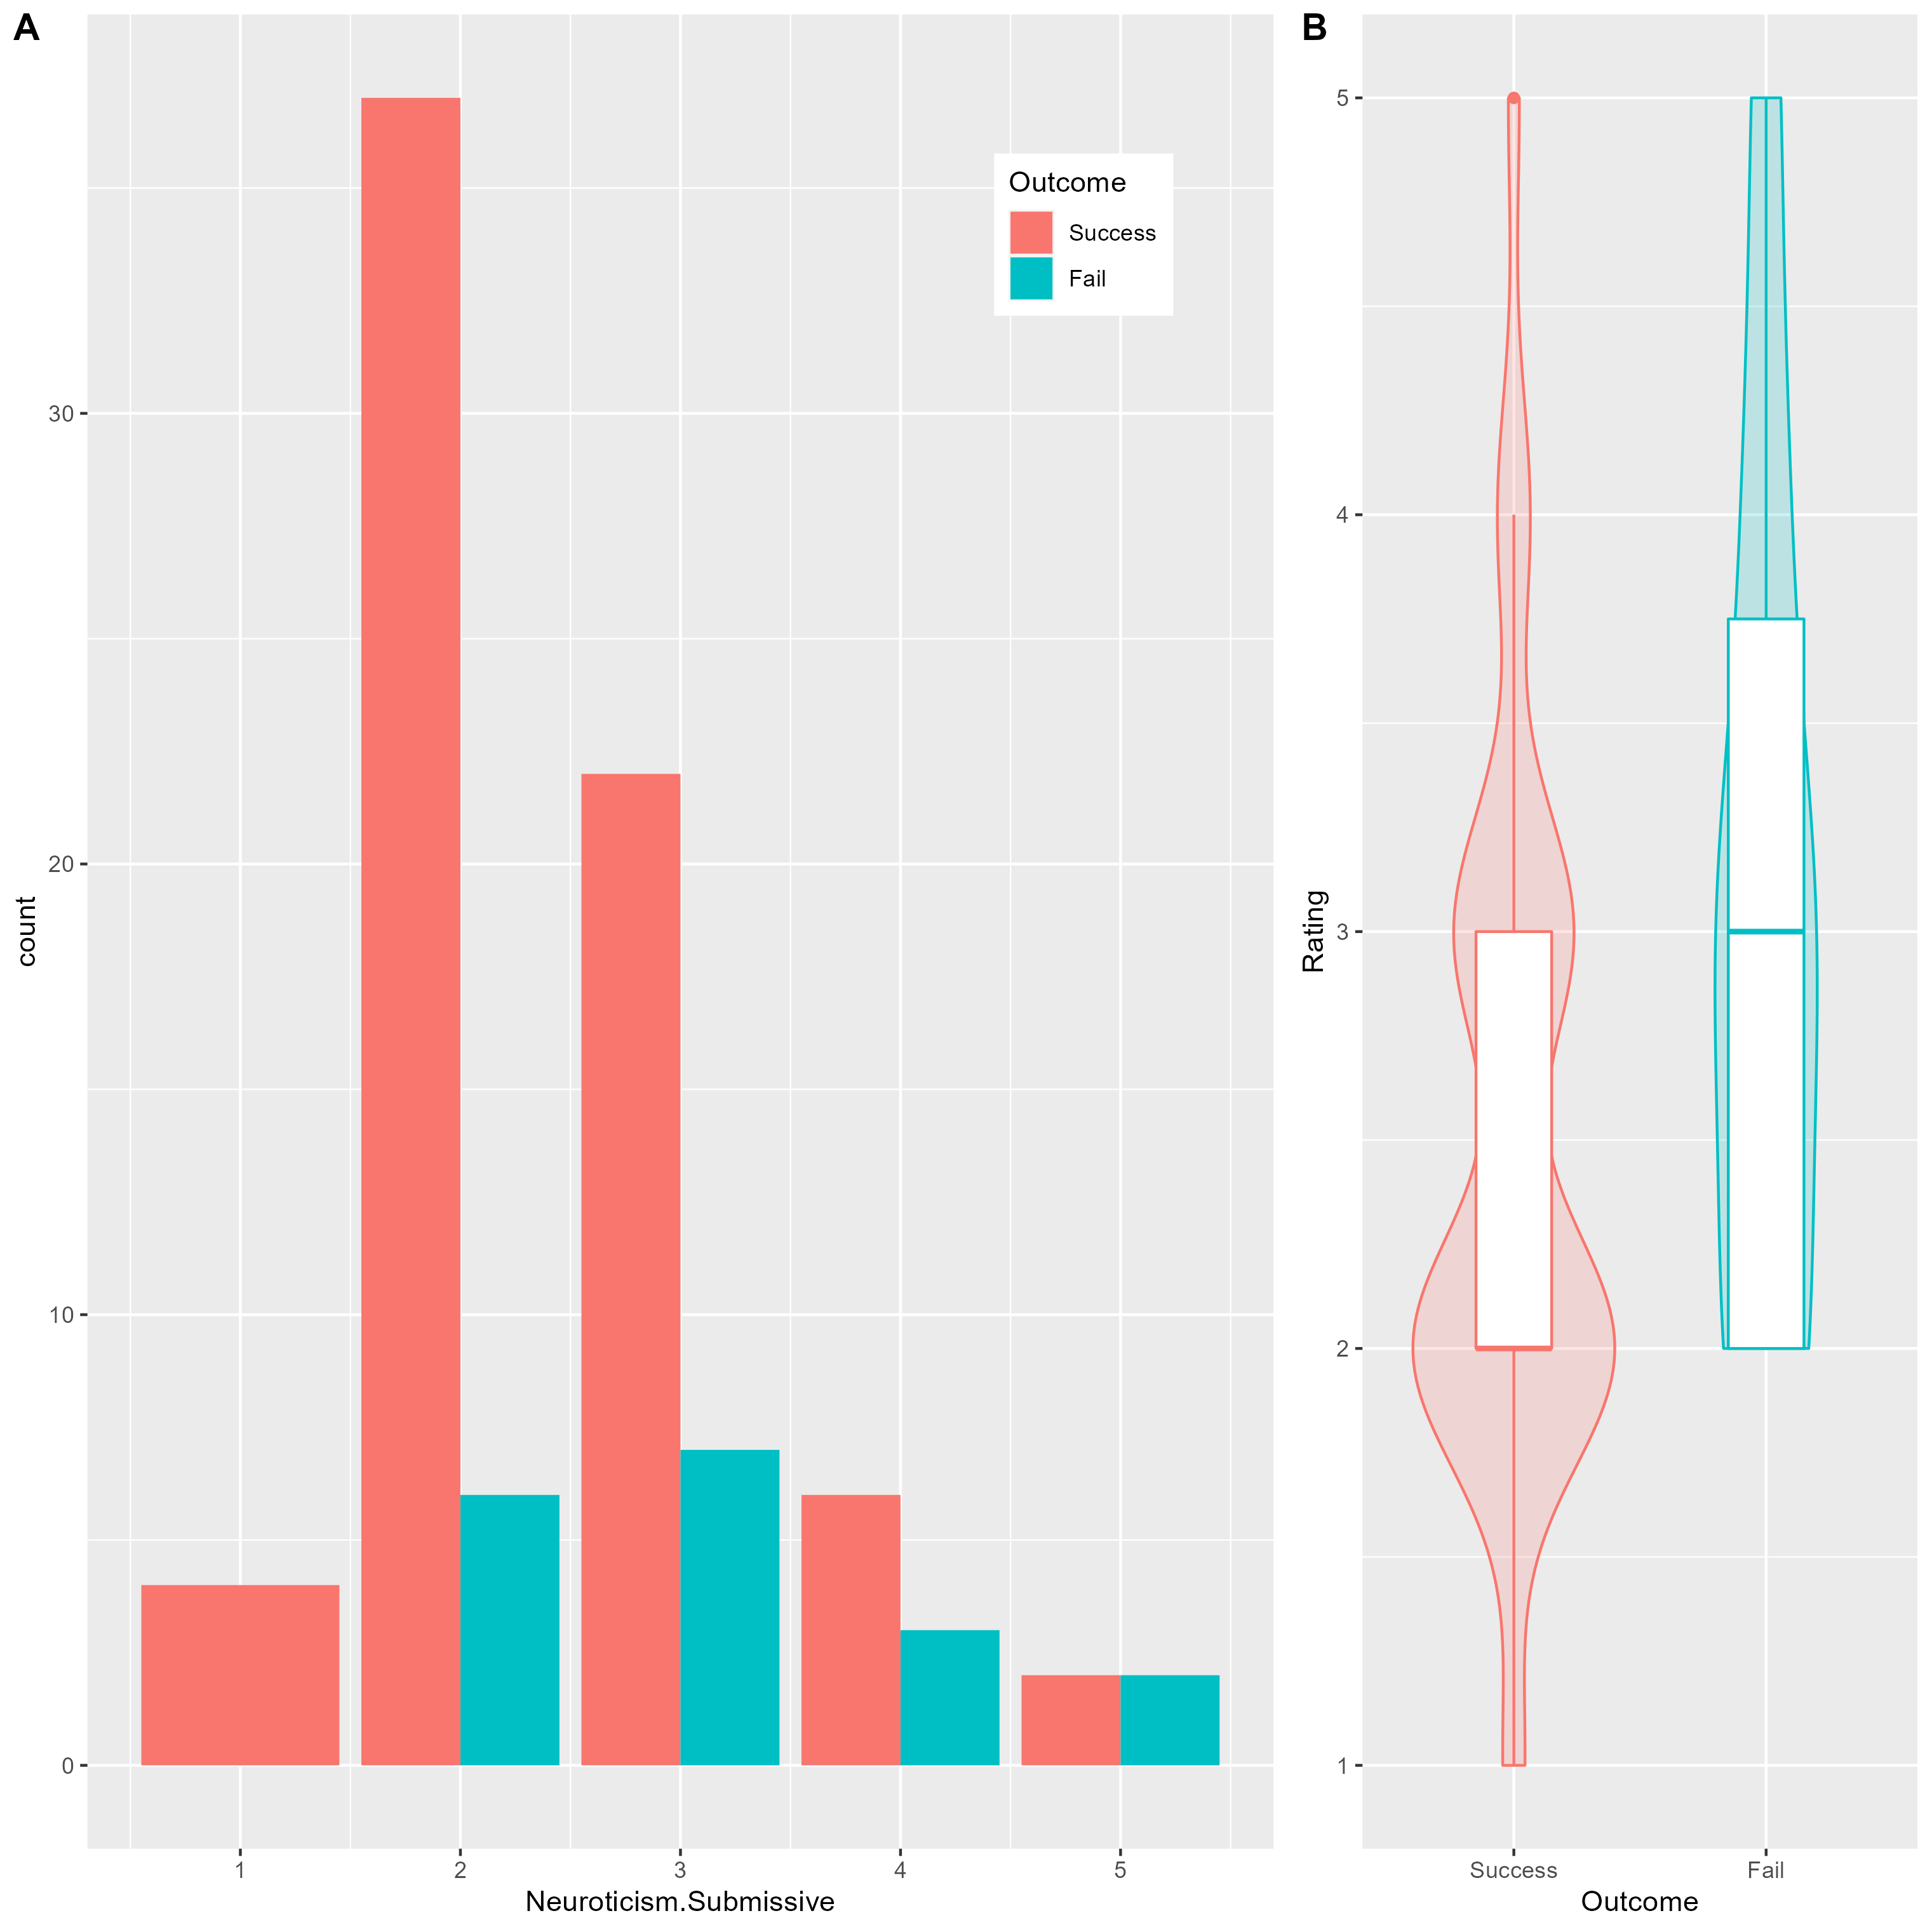 A
count
30
20
10
0
1 2 3 4 5
Neuroticism.Submissive
Outcome
Success
Fail
B
Rating
5
4
3
2
1
Success Fail
Outcome